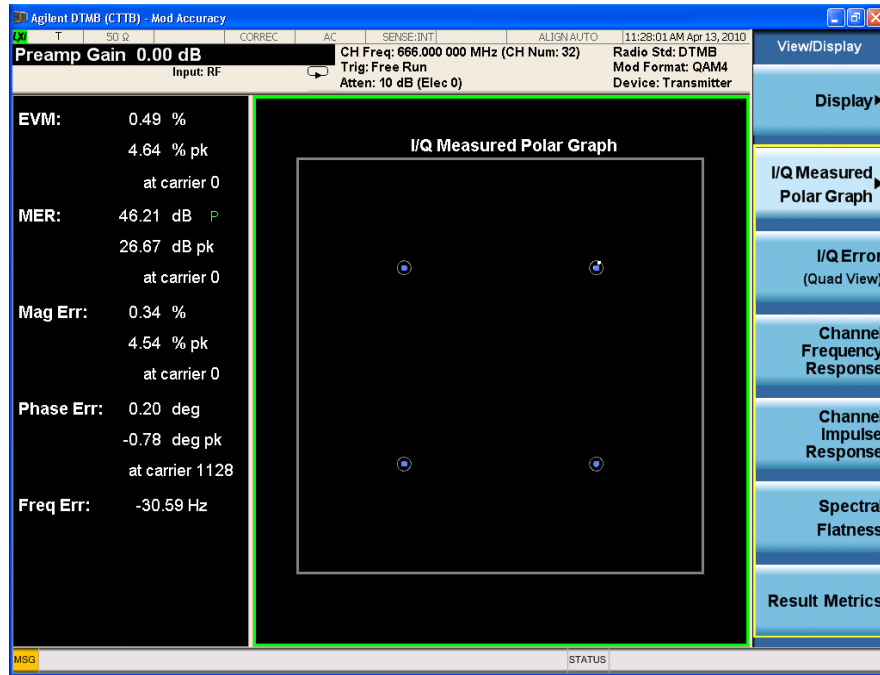 Agilent DTMB (CTTB) - Mod Accuracy
LXI T 50 Ω CORREC AC SENSE:INT ALIGNAUTO 11:28:01 AM Apr 13, 2010
Preamp Gain 0.00 dB
Input: RF
CH Freq: 666.000 000 MHz (CH Num: 32)
Trig: Free Run
Atten: 10 dB (Elec 0)
Radio Std: DTMB
Mod Format: QAM4
Device: Transmitter
EVM: 0.49 %
4.64 % pk
at carrier 0
MER: 46.21 dB P
26.67 dB pk
at carrier 0
Mag Err: 0.34 %
4.54 % pk
at carrier 0
Phase Err: 0.20 deg
-0.78 deg pk
at carrier 1128
Freq Err: -30.59 Hz
I/Q Measured Polar Graph
View/Display
Display
I/Q Measured
Polar Graph
I/Q Error
(Quad View)
Channel
Frequency
Response
Channel
Impulse
Response
Spectral
Flatness
Result Metrics
MSG
STATUS